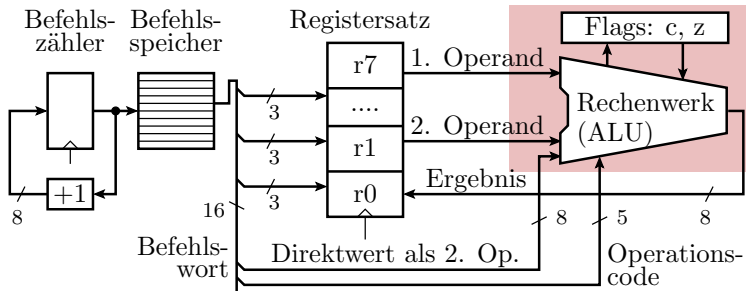 Befehls-
zähler
Befehls-
speicher
Registersatz
Flags: c, z
r7
1. Operand
....
3
Rechenwerk
(ALU)
2. Operand
r1
3
+1
8
r0
3
Ergebnis
16
8
5
8
Befehls-
wort
Direktwert als 2. Op.
Operations-
code